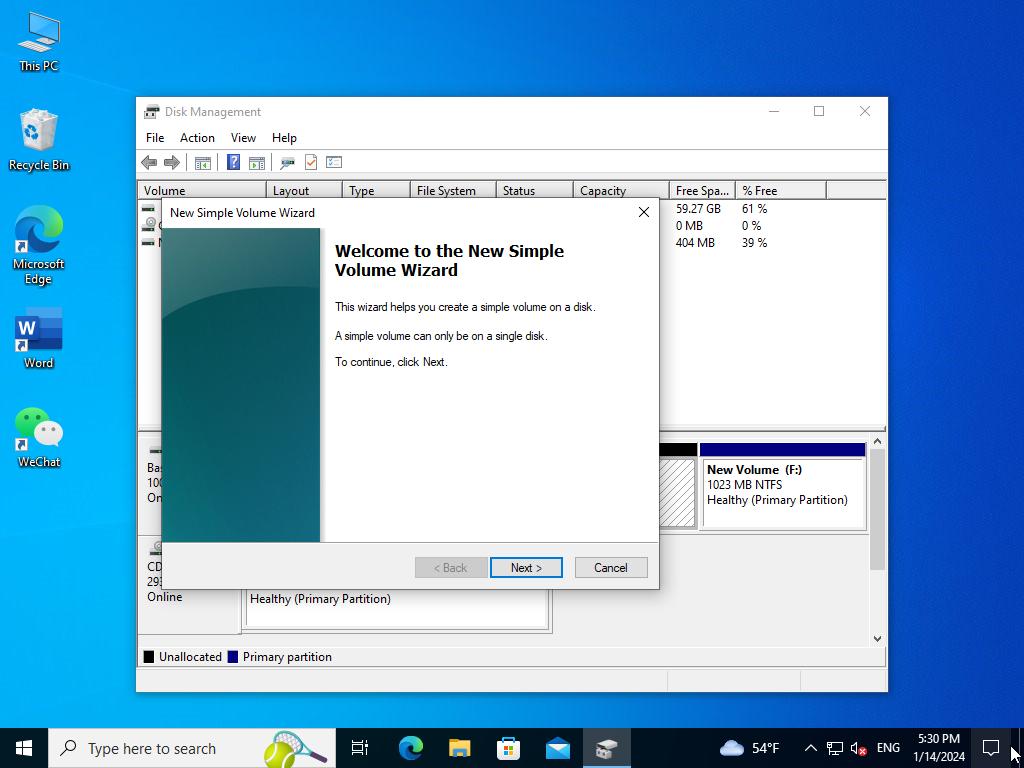 This PC
Recycle Bin
Microsoft
Edge
Word
WeChat
Disk Management
File Action View Help
Volume Layout Type File System Status Capacity Free Spa... % Free
59.27 GB 61 %
0 MB 0 %
404 MB 39 %
New Simple Volume Wizard
Welcome to the New Simple
Volume Wizard
This wizard helps you create a simple volume on a disk.
A simple volume can only be on a single disk.
To continue, click Next.
< Back Next > Cancel
New Volume (F:)
1023 MB NTFS
Healthy (Primary Partition)
Online
Healthy (Primary Partition)
Unallocated Primary partition
Type here to search
54°F
ENG
5:30 PM
1/14/2024